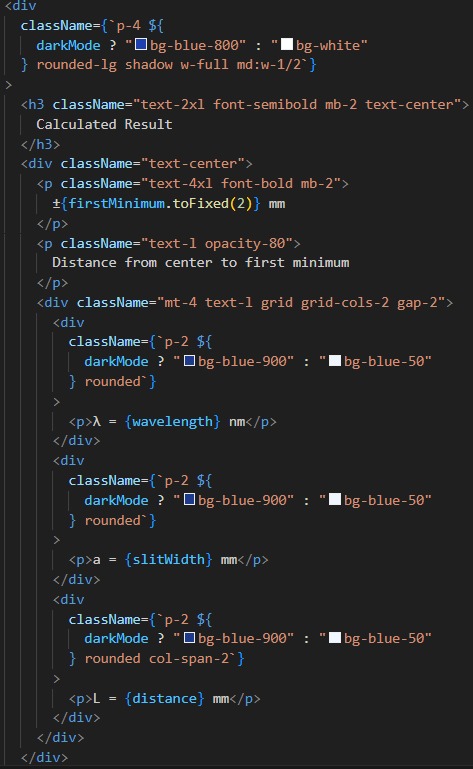 <div
className={`p-4 ${
darkMode ? "bg-blue-800" : "bg-white"
} rounded-lg shadow w-full md:w-1/2`}
>
<h3 className="text-2xl font-semibold mb-2 text-center">
Calculated Result
</h3>
<div className="text-center">
<p className="text-4xl font-bold mb-2">
±{firstMinimum.toFixed(2)} mm
</p>
<p className="text-l opacity-80">
Distance from center to first minimum
</p>
<div className="mt-4 text-l grid grid-cols-2 gap-2">
<div
className={`p-2 ${
darkMode ? "bg-blue-900" : "bg-blue-50"
} rounded`}
>
<p>λ = {wavelength} nm</p>
</div>
<div
className={`p-2 ${
darkMode ? "bg-blue-900" : "bg-blue-50"
} rounded`}
>
<p>a = {slitWidth} mm</p>
</div>
<div
className={`p-2 ${
darkMode ? "bg-blue-900" : "bg-blue-50"
} rounded col-span-2`}
>
<p>L = {distance} mm</p>
</div>
</div>
</div>
</div>